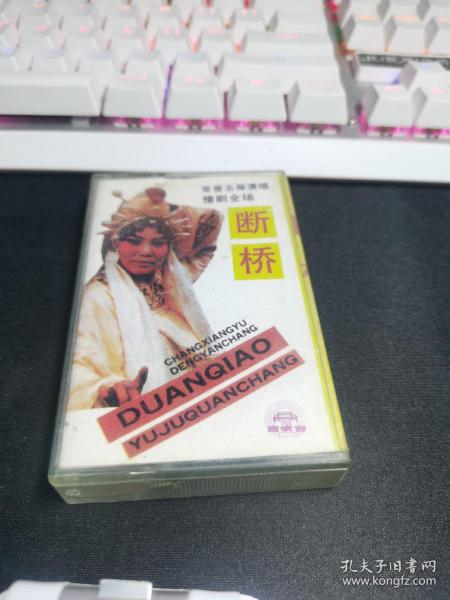 常香玉等演唱
豫剧全场
断
桥
CHANGXIANGYU
DENGYANCHANG
DUANQIAO
YUJUQUANCHANG
孔夫子旧书网
www.kongfz.com